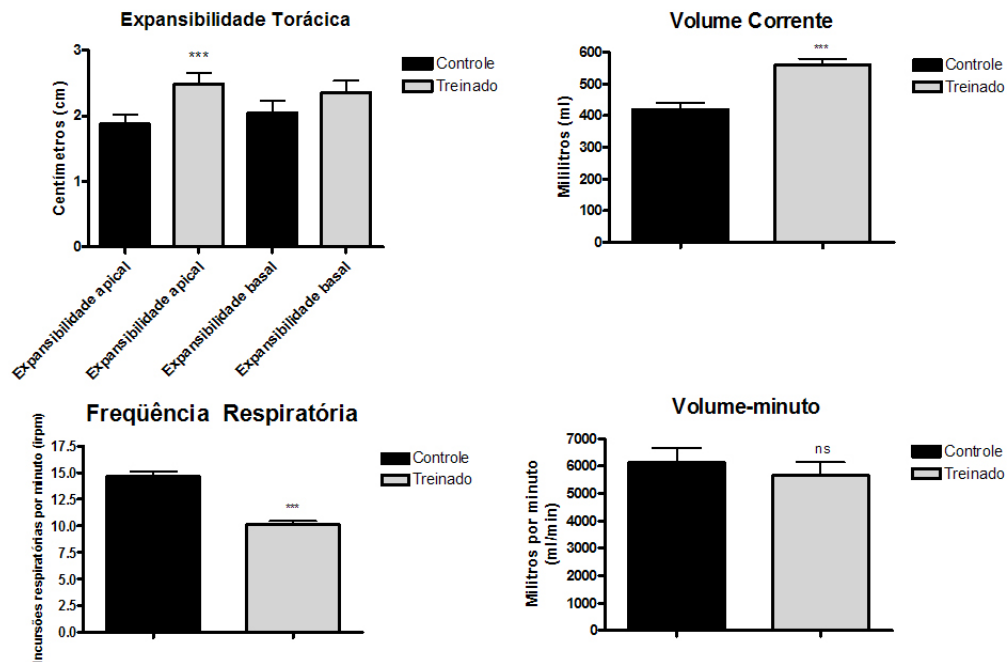 Expansibilidade Torácica
***
Controle
Treinado
Centímetros (cm)
3
2
1
0
Expansibilidade apical
Expansibilidade apical
Expansibilidade basal
Expansibilidade basal
Volume Corrente
***
Controle
Treinado
Mililitros (ml)
600
500
400
300
200
100
0
Freqüência Respiratória
Controle
Treinado
***
Incursões respiratórias por minuto (irpm)
17.5
15.0
12.5
10.0
7.5
5.0
2.5
0.0
Volume-minuto
Controle
Treinado
ns
Militros por minuto
(ml/min)
7000
6000
5000
4000
3000
2000
1000
0